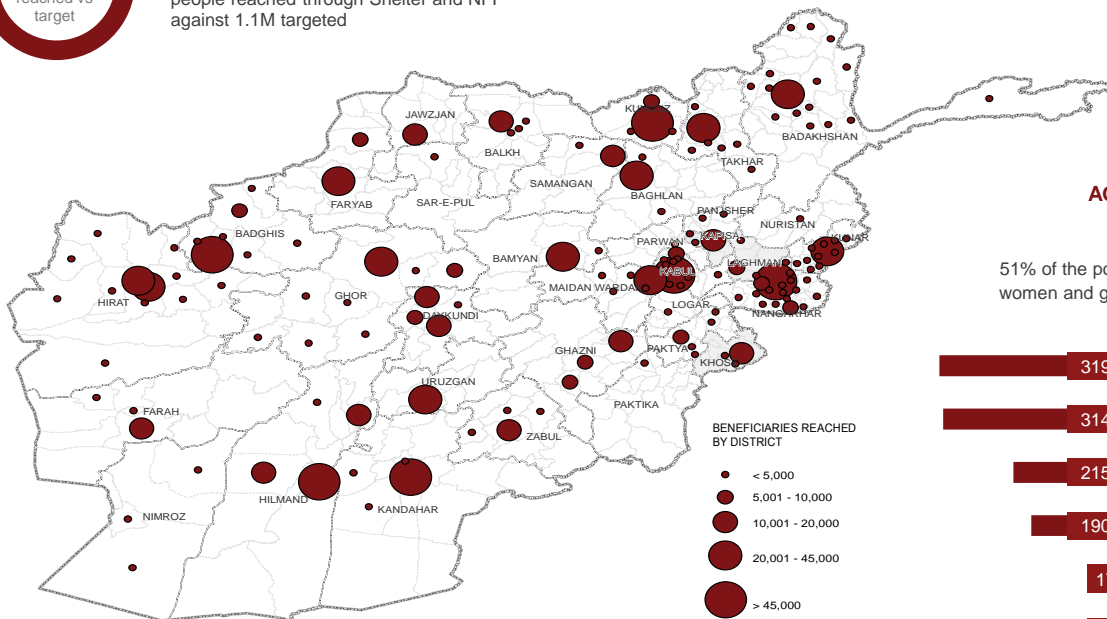 reached vs
target
people reached through Shelter and NFI
against 1.1M targeted
JAWZJAN
BALKH
BADAKHSHAN
TAKHAR
SAMANGAN
BAGHLAN
FARYAB
SAR-E-PUL
NURISTAN
KAPISA
KUNAR
BADGHIS
PARWAN
BAMYAN
LAGHMAN
KABUL
HIRAT
GHOR
MAIDAN WARDAK
LOGAR
NANGARHAR
DAYKUNDI
GHAZNI
PAKTYA
KHOST
URUZGAN
PAKTIKA
FARAH
ZABUL
HILMAND
KANDAHAR
NIMROZ
51% of the
women and
BENEFICIARIES REACHED
BY DISTRICT
< 5,000
5,001 - 10,000
10,001 - 20,000
20,001 - 45,000
> 45,000
319
314
215
190